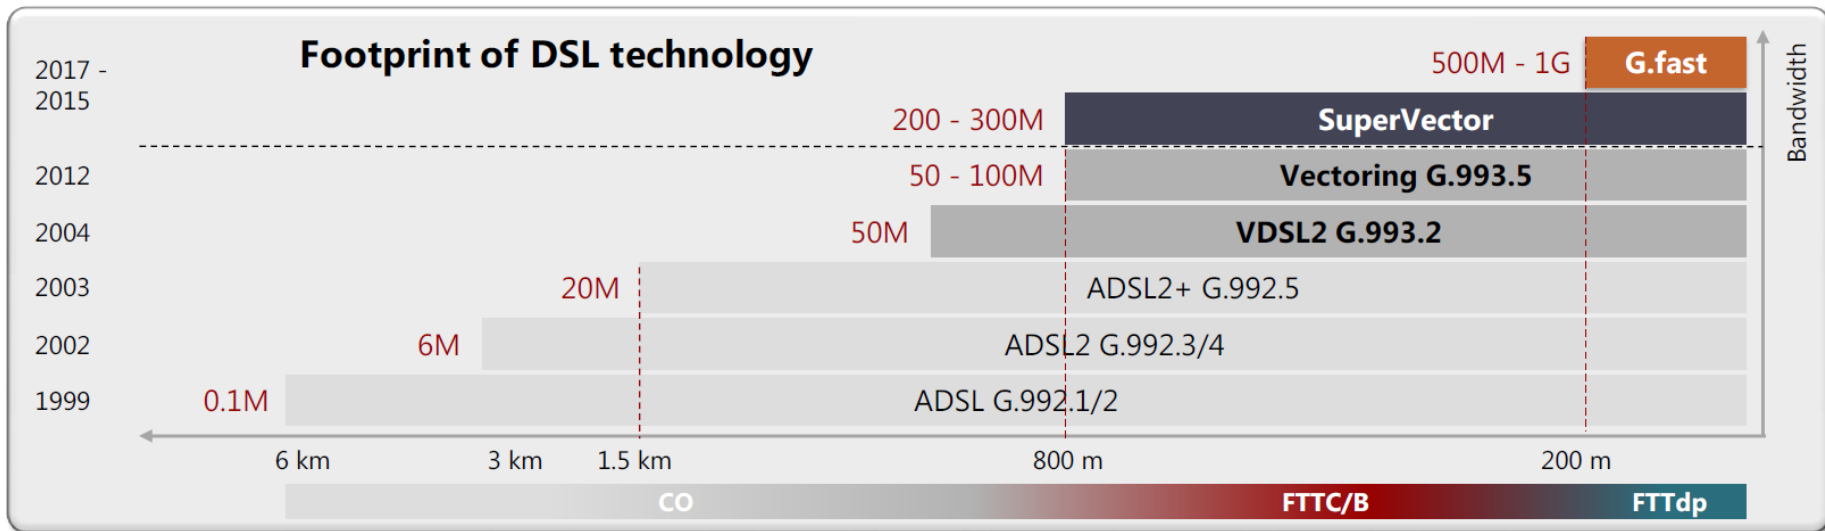 Footprint of DSL technology
2017 -
500M - 1G
G.fast
2015
200 - 300M
SuperVector
2012
50 - 100M
Vectoring G.993.5
2004
50M
VDSL2 G.993.2
2003
20M
ADSL2+ G.992.5
2002
6M
ADSL2 G.992.3/4
1999
0.1M
ADSL G.992.1/2
Bandwidth
6 km
3 km
1.5 km
800 m
200 m
CO
FTTC/B
FTTdp